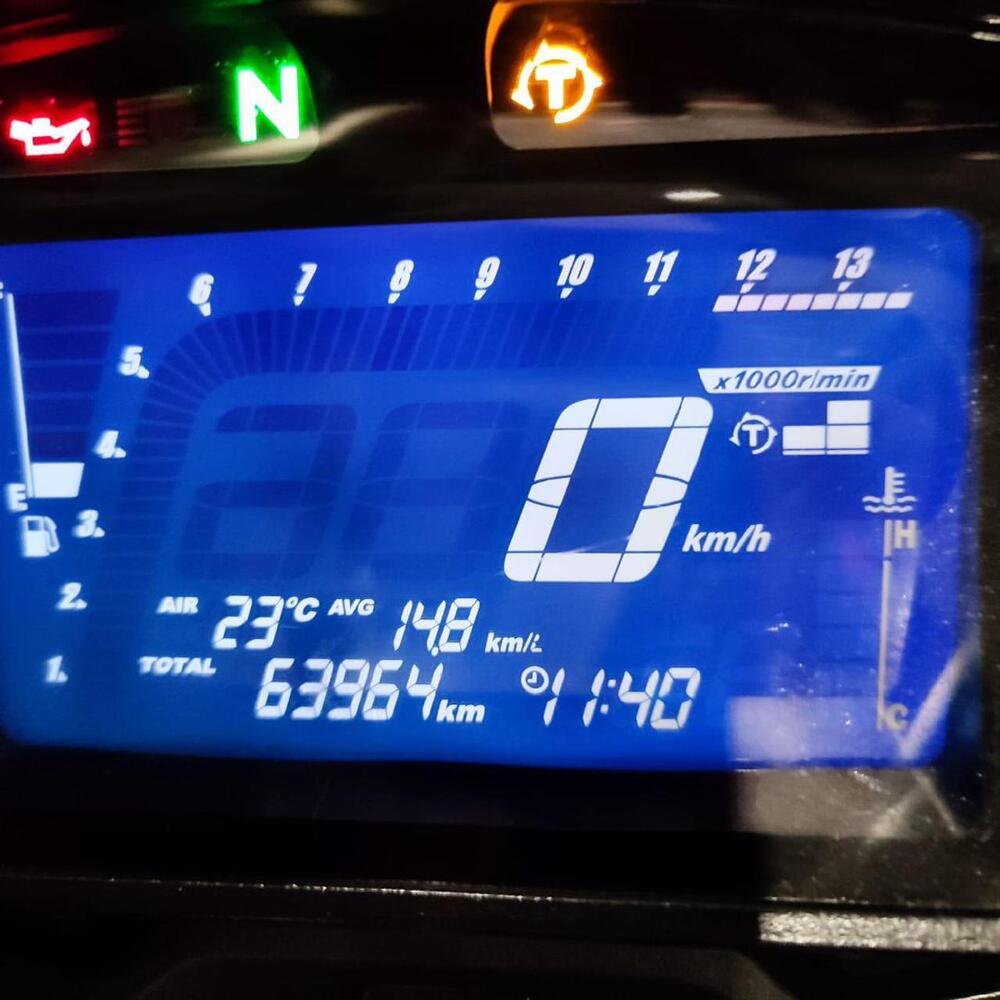 N T
6 7 8 9 10 11 12 13
5
x1000r/min
T
4
E
H
3
km/h
2
AIR 23°C AVG 14.8 km/L
1
TOTAL 63964 km 11:40
C